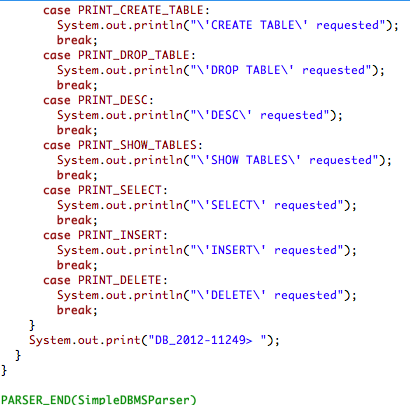 case PRINT_CREATE_TABLE:
System.out.println("\'CREATE TABLE\' requested");
break;
case PRINT_DROP_TABLE:
System.out.println("\'DROP TABLE\' requested");
break;
case PRINT_DESC:
System.out.println("\'DESC\' requested");
break;
case PRINT_SHOW_TABLES:
System.out.println("\'SHOW TABLES\' requested");
break;
case PRINT_SELECT:
System.out.println("\'SELECT\' requested");
break;
case PRINT_INSERT:
System.out.println("\'INSERT\' requested");
break;
case PRINT_DELETE:
System.out.println("\'DELETE\' requested");
break;
}
System.out.print("DB_2012-11249> ");
}
}
PARSER_END(SimpleDBMSParser)